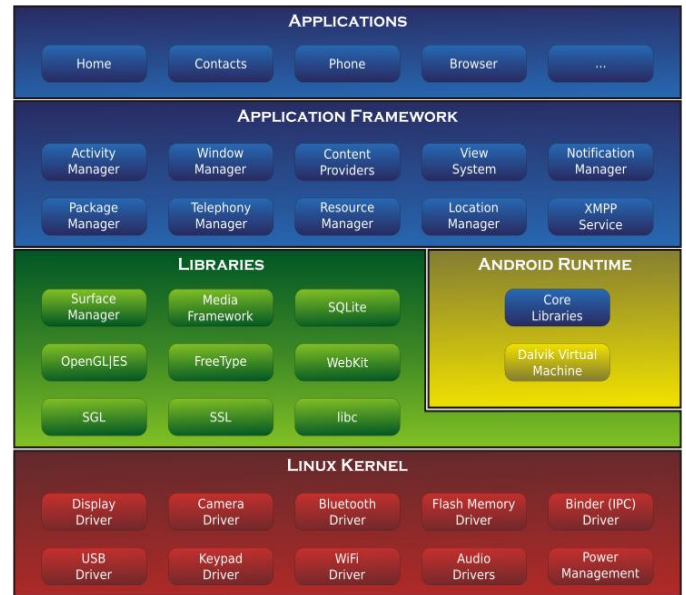 APPLICATIONS
Home
Contacts
Phone
Browser
...
APPLICATION FRAMEWORK
Activity
Manager
Window
Manager
Content
Providers
View
System
Notification
Manager
Package
Manager
Telephony
Manager
Resource
Manager
Location
Manager
XMPP
Service
LIBRARIES
Surface
Manager
Media
Framework
SQLite
OpenGL|ES
FreeType
WebKit
SGL
SSL
libc
ANDROID RUNTIME
Core
Libraries
Dalvik Virtual
Machine
LINUX KERNEL
Display
Driver
Camera
Driver
Bluetooth
Driver
Flash Memory
Driver
Binder (IPC)
Driver
USB
Driver
Keypad
Driver
WiFi
Driver
Audio
Drivers
Power
Management